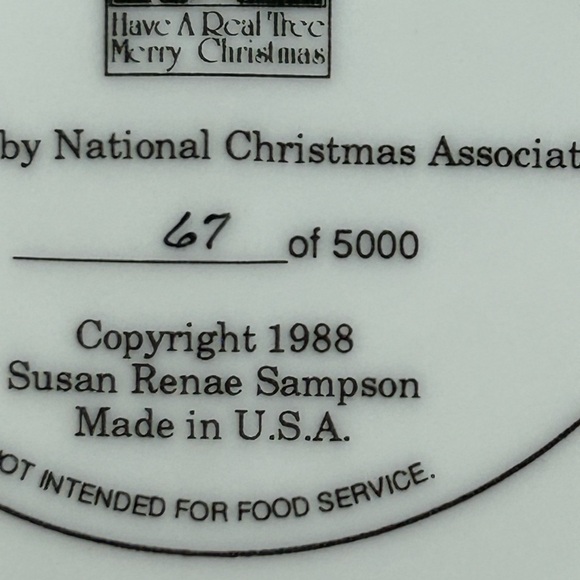 Have A Real Tree
Merry Christmas
by National Christmas Associat
67 of 5000
Copyright 1988
Susan Renae Sampson
Made in U.S.A.
OT INTENDED FOR FOOD SERVICE.